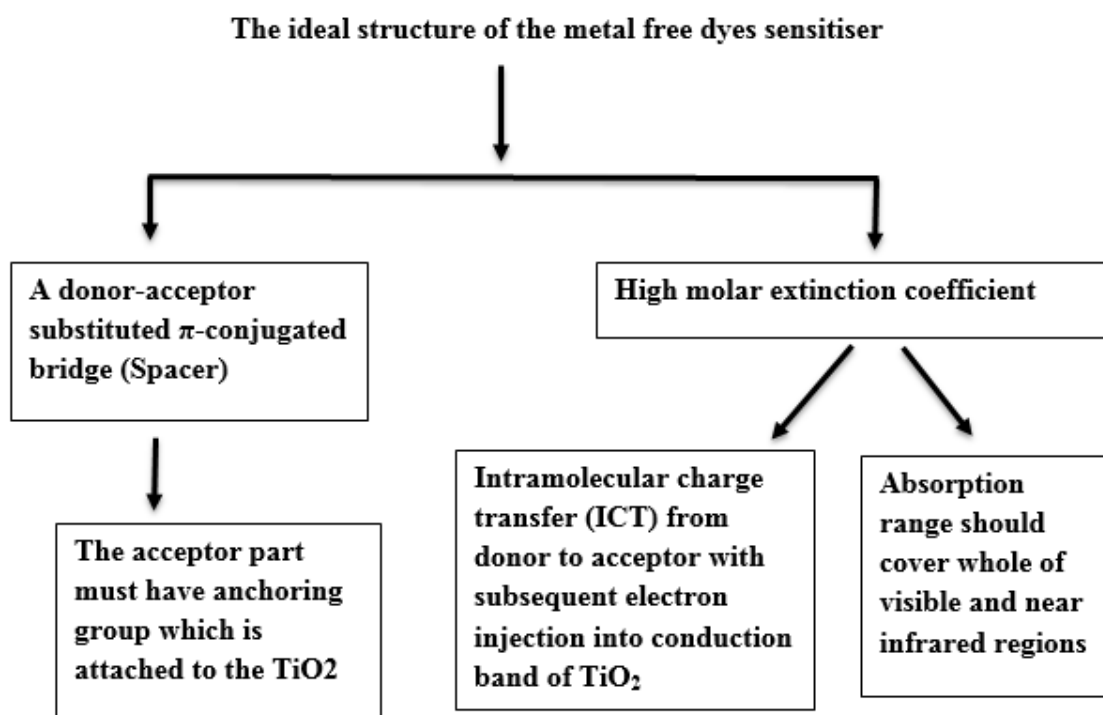 The ideal structure of the metal free dyes sensitiser
A donor-acceptor
substituted π-conjugated
bridge (Spacer)
High molar extinction coefficient
The acceptor part
must have anchoring
group which is
attached to the TiO2
Intramolecular charge
transfer (ICT) from
donor to acceptor with
subsequent electron
injection into conduction
band of TiO₂
Absorption
range should
cover whole of
visible and near
infrared regions